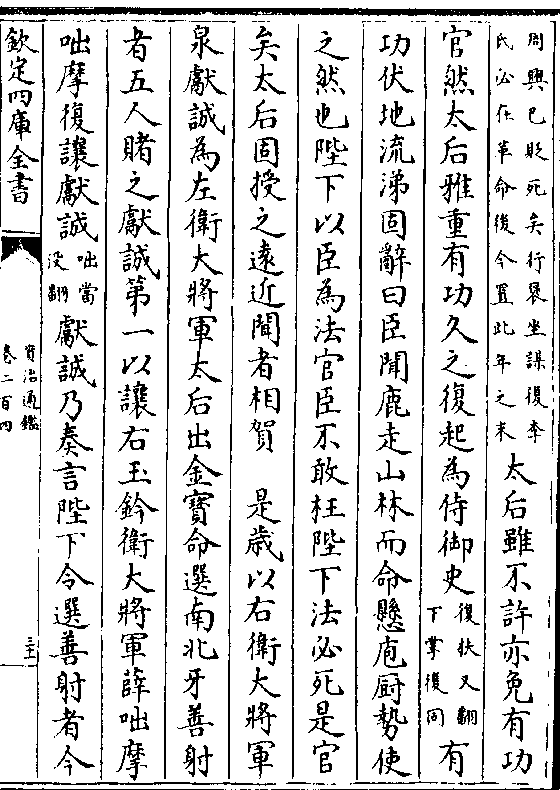 周興已貶死矣行褒坐謀復李
氏必在革命後今置此年之末
太后雖不許亦免有功
官然太后雅重有功久之復起為侍御史
復扶又翻
下業復同
有
功伏地流涕固辭曰臣聞鹿走山林而命懸庖厨勢使
之然也陛下以臣為法官臣不敢枉陛下法必死是官
矣太后固授之遠近聞者相賀　是歲以右衛大將軍
泉獻誠為左衛大將軍太后出金寶命選南北牙善射
者五人賭之獻誠第一以讓右玉鈐衛大將軍薛咄摩
咄摩復讓獻誠
咄當
沒翻
獻誠乃奏言陛下令選善射者今
欽定四庫全書
資治通鑑
卷二百四